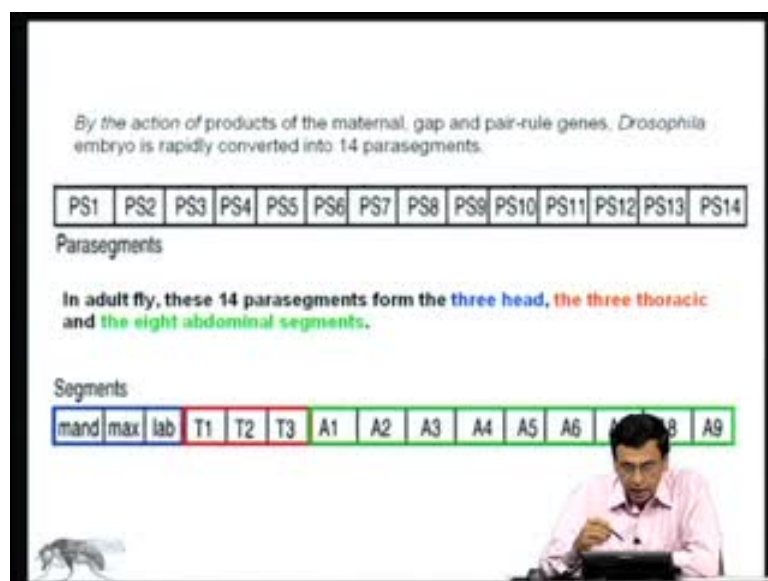 By the action of products of the maternal, gap and pair-rule genes, Drosophila
embryo is rapidly converted into 14 parasegments.
PS1 PS2 PS3 PS4 PS5 PS6 PS7 PS8 PS9 PS10 PS11 PS12 PS13 PS14
Parasegments
In adult fly, these 14 parasegments form the three head, the three thoracic
and the eight abdominal segments.
Segments
mand max lab T1 T2 T3 A1 A2 A3 A4 A5 A6 A9